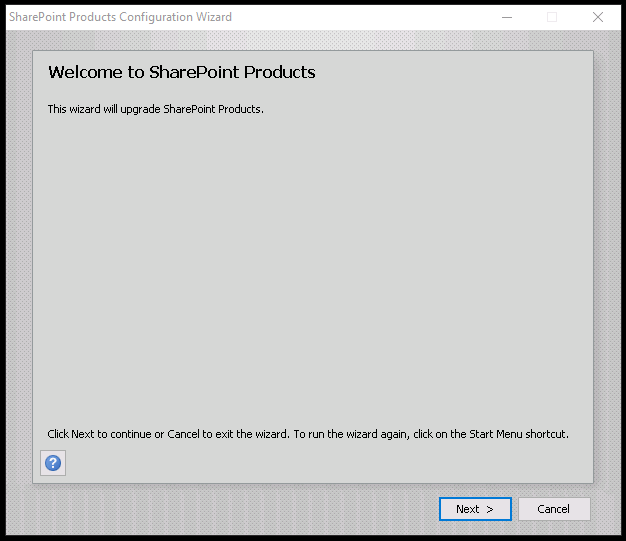 SharePoint Products Configuration Wizard
Welcome to SharePoint Products
This wizard will upgrade SharePoint Products.
Click Next to continue or Cancel to exit the wizard. To run the wizard again, click on the Start Menu shortcut.
?
Next >
Cancel